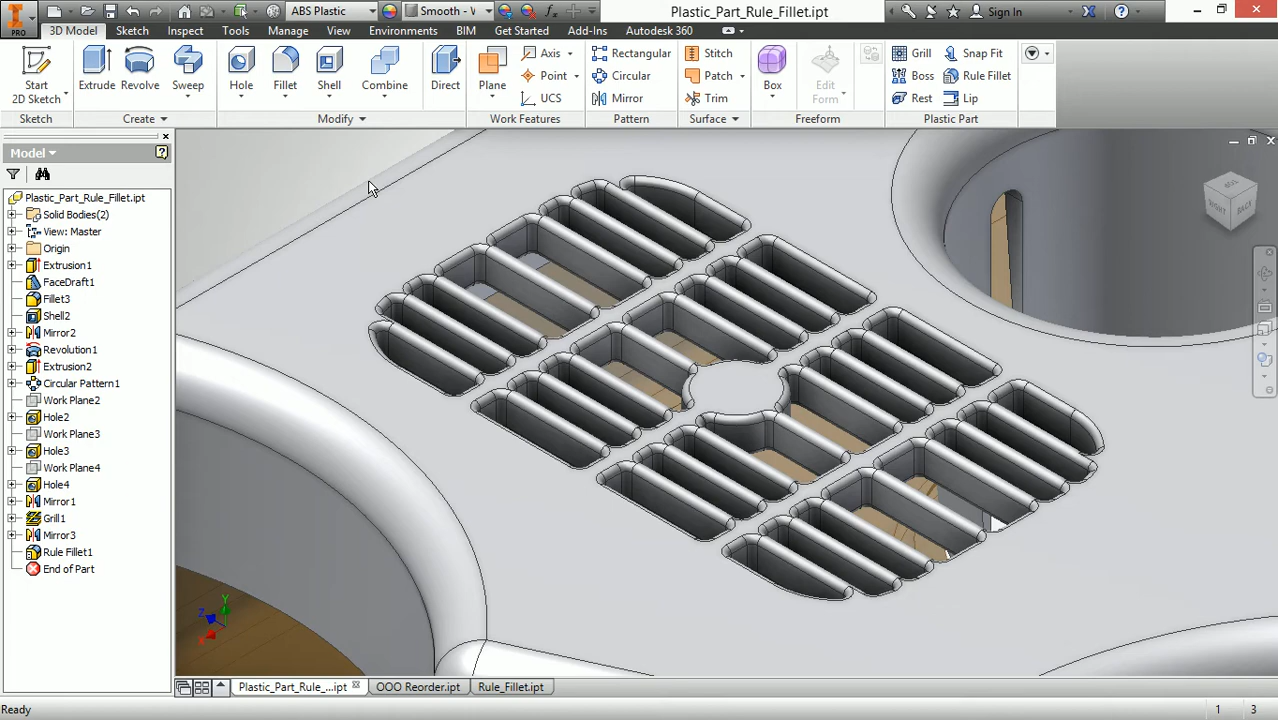 ABS Plastic
Smooth - V
Plastic_Part_Rule_Fillet.ipt
Sign In
PRO
3D Model Sketch Inspect Tools Manage View Environments BIM Get Started Add-Ins Autodesk 360
Start
2D Sketch
Extrude Revolve Sweep
Hole Fillet Shell Combine Direct
Plane
Axis
Point
UCS
Rectangular
Circular
Mirror
Stitch
Patch
Trim
Box
Edit
Form
Grill
Boss
Rest
Snap Fit
Rule Fillet
Lip
Sketch Create Modify Work Features Pattern Surface Freeform Plastic Part
Model
Plastic_Part_Rule_Fillet.ipt
Solid Bodies(2)
View: Master
Origin
Extrusion1
FaceDraft1
Fillet3
Shell2
Mirror2
Revolution1
Extrusion2
Circular Pattern1
Work Plane2
Hole2
Work Plane3
Hole3
Work Plane4
Hole4
Mirror1
Grill1
Mirror3
Rule Fillet1
End of Part
RIGHT
BACK
Y
Z
X
Plastic_Part_Rule_...ipt OOO Reorder.ipt Rule_Fillet.ipt
Ready 1 3